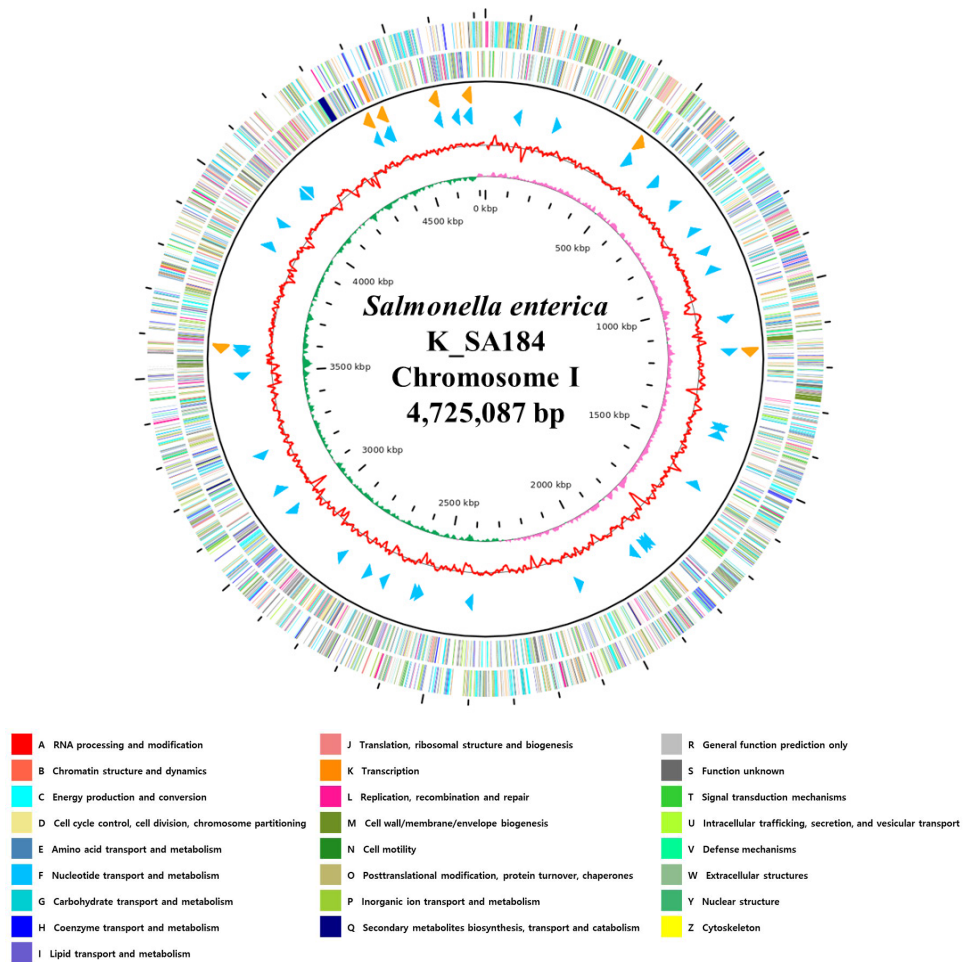 0 kbp
4500 kbp
500 kbp
4000 kbp
Salmonella enterica
1000 kbp
K_SA184
3500 kbp
Chromosome I
4,725,087 bp
1500 kbp
3000 kbp
2000 kbp
2500 kbp
A RNA processing and modification
B Chromatin structure and dynamics
C Energy production and conversion
D Cell cycle control, cell division, chromosome partitioning
E Amino acid transport and metabolism
F Nucleotide transport and metabolism
G Carbohydrate transport and metabolism
H Coenzyme transport and metabolism
I Lipid transport and metabolism
J Translation, ribosomal structure and biogenesis
K Transcription
L Replication, recombination and repair
M Cell wall/membrane/envelope biogenesis
N Cell motility
O Posttranslational modification, protein turnover, chaperones
P Inorganic ion transport and metabolism
Q Secondary metabolites biosynthesis, transport and catabolism
R General function prediction only
S Function unknown
T Signal transduction mechanisms
U Intracellular trafficking, secretion, and vesicular transport
V Defense mechanisms
W Extracellular structures
Y Nuclear structure
Z Cytoskeleton